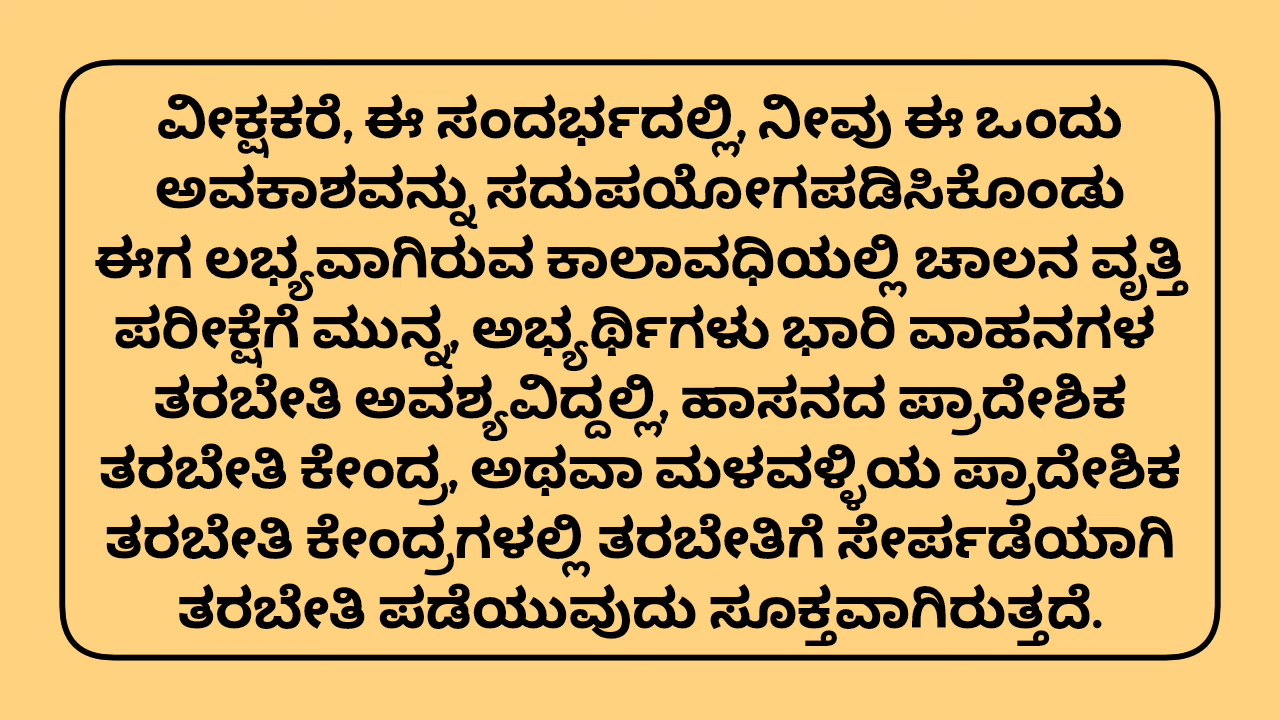 ವೀಕ್ಷಕರೆ, ಈ ಸಂದರ್ಭದಲ್ಲಿ, ನೀವು ಈ ಒಂದು
ಅವಕಾಶವನ್ನು ಸದುಪಯೋಗಪಡಿಸಿಕೊಂಡು
ಈಗ ಲಭ್ಯವಾಗಿರುವ ಕಾಲಾವಧಿಯಲ್ಲಿ ಚಾಲನ ವೃತ್ತಿ
ಪರೀಕ್ಷೆಗೆ ಮುನ್ನ, ಅಭ್ಯರ್ಥಿಗಳು ಭಾರಿ ವಾಹನಗಳ
ತರಬೇತಿ ಅವಶ್ಯವಿದ್ದಲ್ಲಿ, ಹಾಸನದ ಪ್ರಾದೇಶಿಕ
ತರಬೇತಿ ಕೇಂದ್ರ, ಅಥವಾ ಮಳವಳ್ಳಿಯ ಪ್ರಾದೇಶಿಕ
ತರಬೇತಿ ಕೇಂದ್ರಗಳಲ್ಲಿ ತರಬೇತಿಗೆ ಸೇರ್ಪಡೆಯಾಗಿ
ತರಬೇತಿ ಪಡೆಯುವುದು ಸೂಕ್ತವಾಗಿರುತ್ತದೆ.